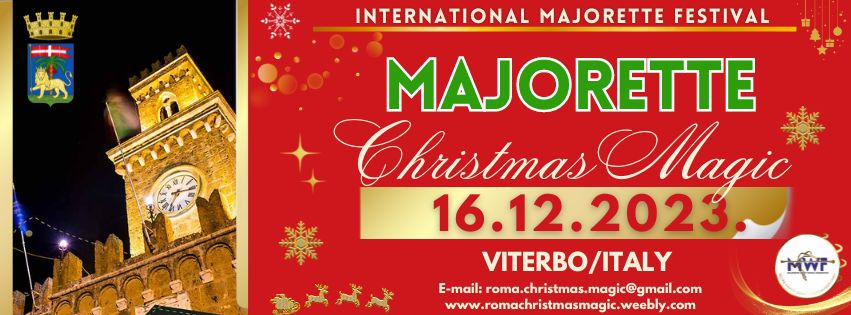 INTERNATIONAL MAJORETTE FESTIVAL
MAJORETTE
Christmas Magic
16.12.2023.
VITERBO/ITALY
E-mail: roma.christmas.magic@gmail.com
www.romachristmasmagic.weebly.com
MWF